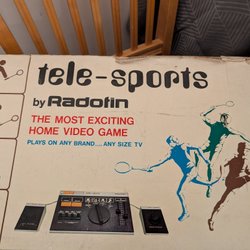 tele-sports
by Radofin
THE MOST EXCITING
HOME VIDEO GAME
PLAYS ON ANY BRAND.... ANY SIZE TV